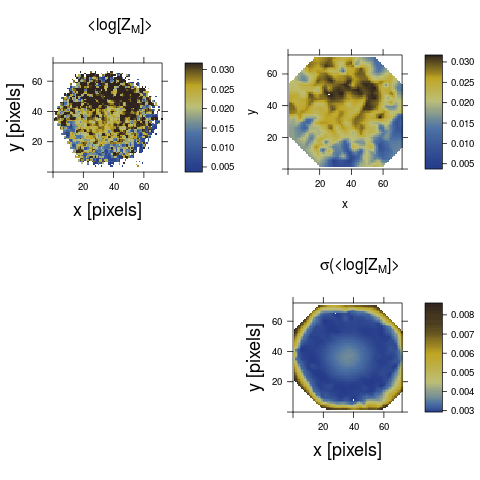 <log[Z_M]>
y [pixels]
60
40
20
20 40 60
x [pixels]
0.030
0.025
0.020
0.015
0.010
0.005
y
60
40
20
20 40 60
x
0.030
0.025
0.020
0.015
0.010
0.005
σ(<log[Z_M]>
y [pixels]
60
40
20
20 40 60
x [pixels]
0.008
0.007
0.006
0.005
0.004
0.003